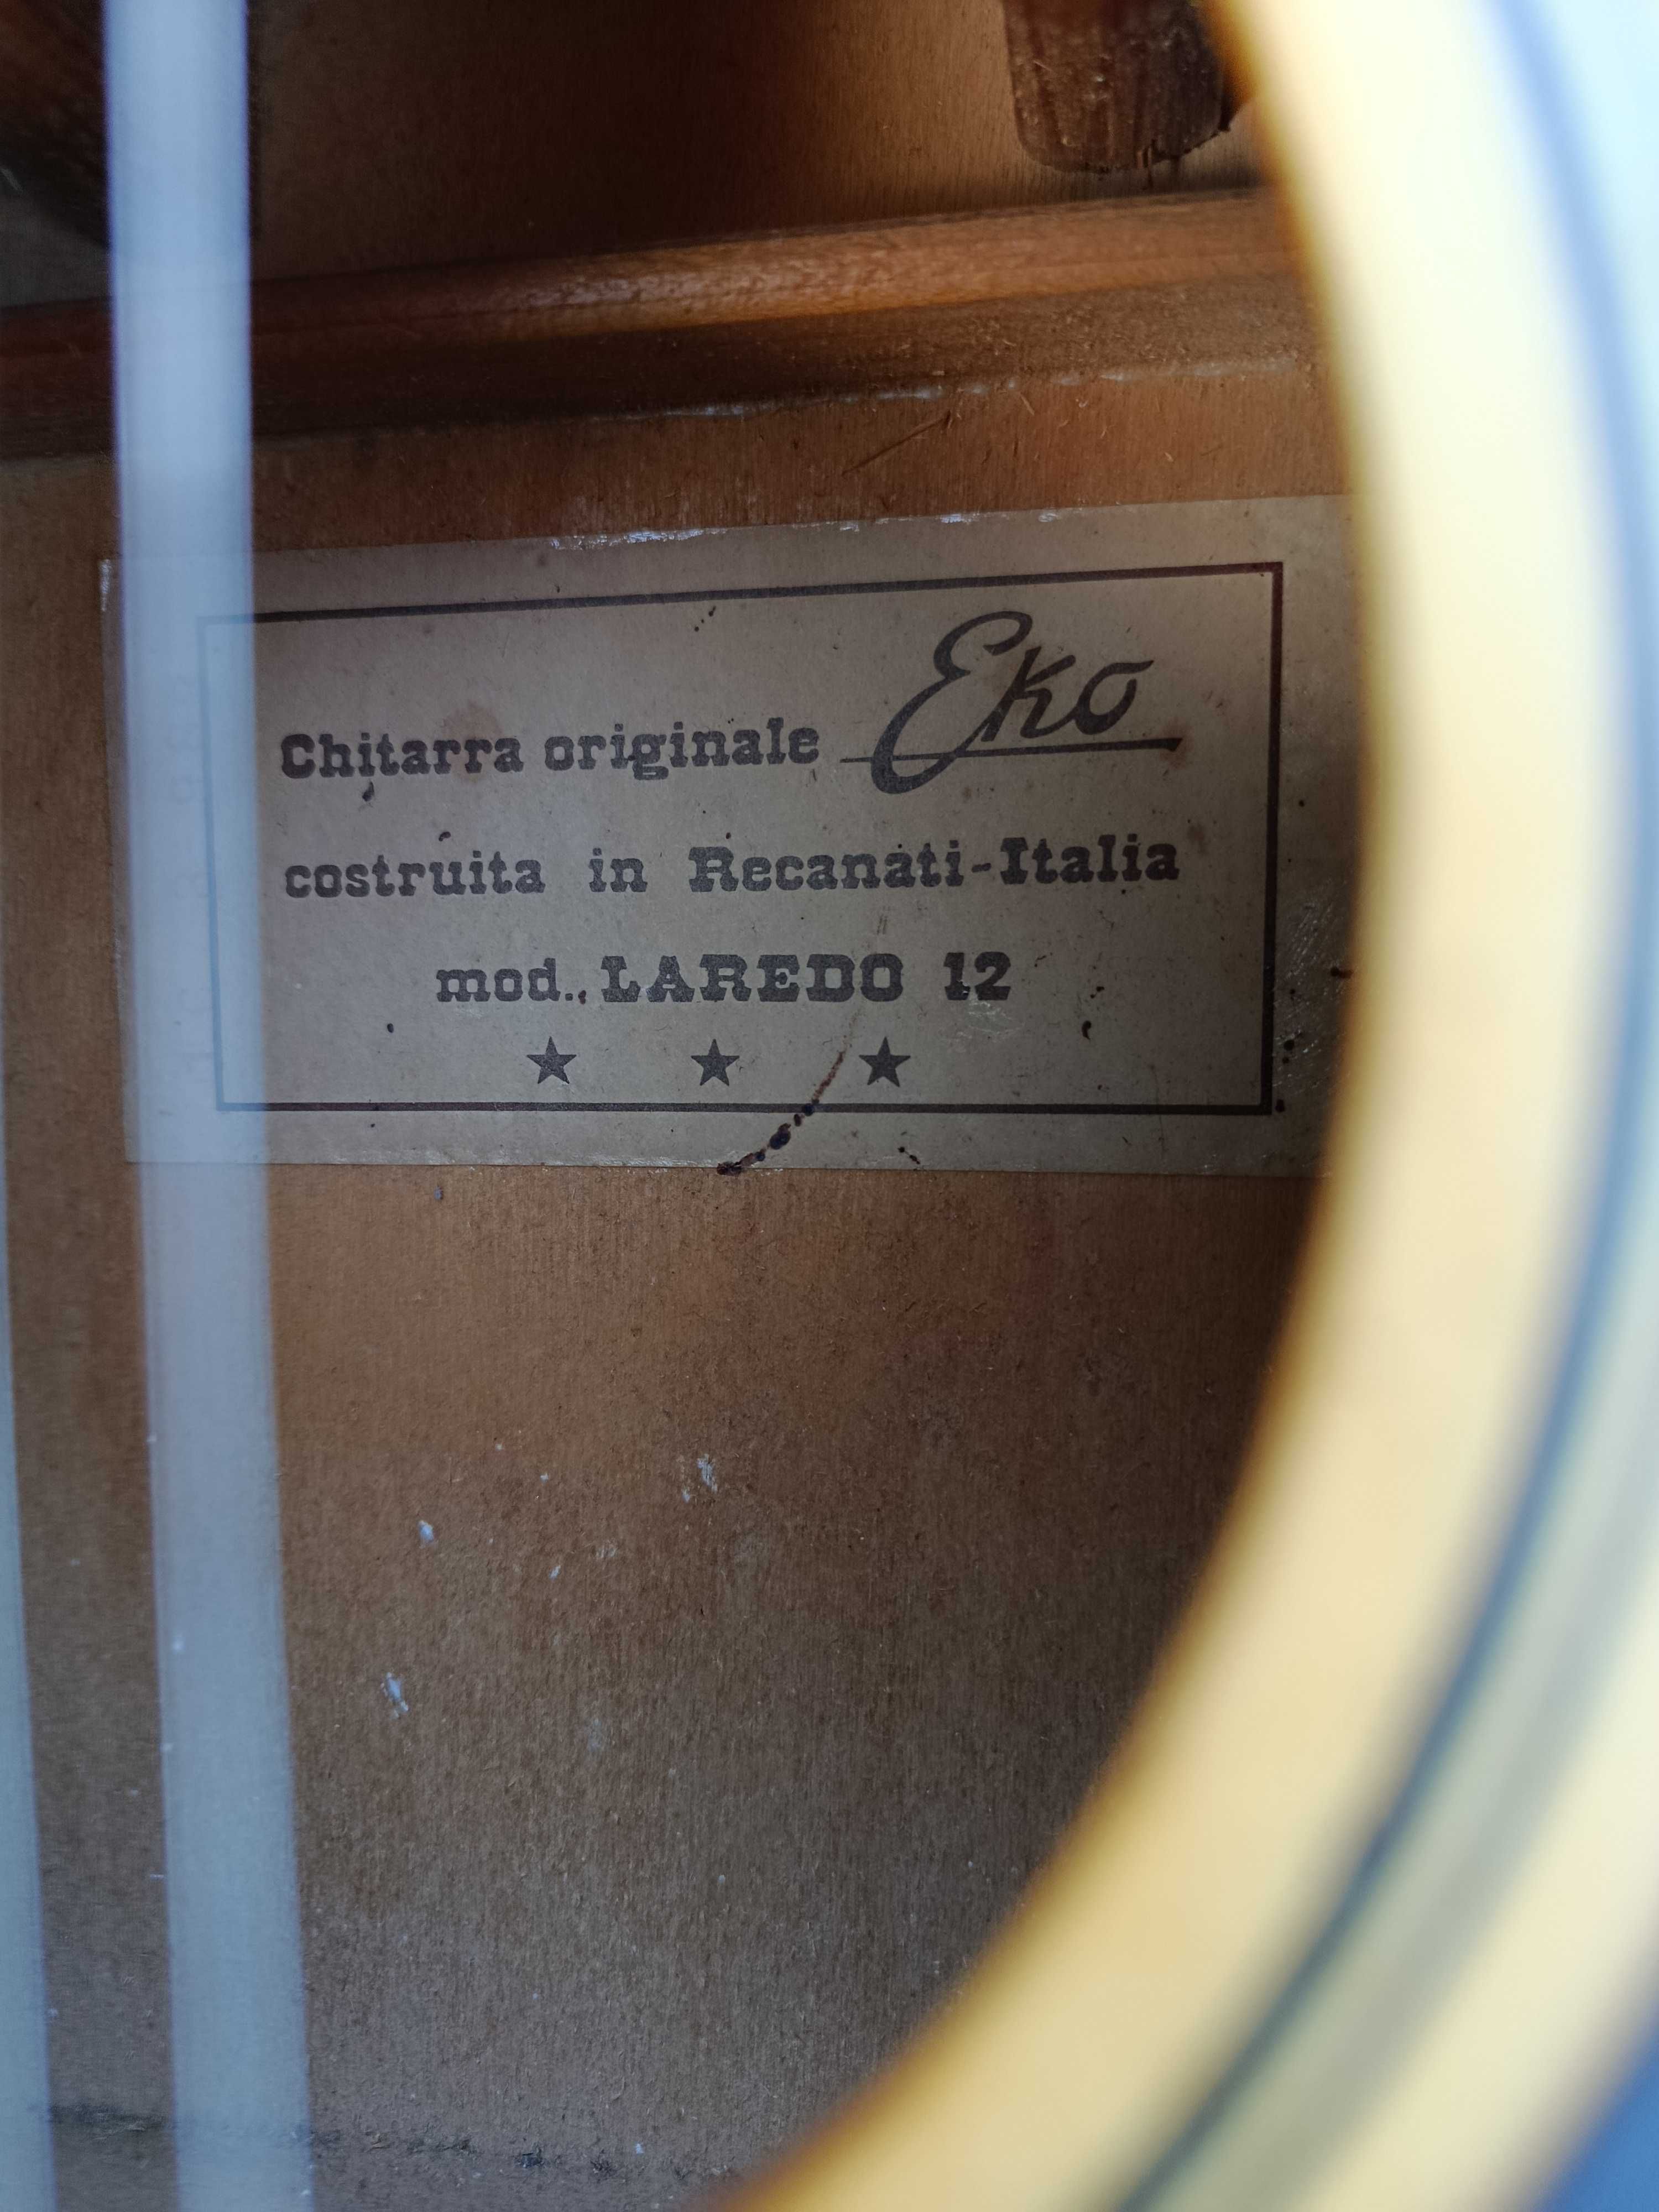 Chitarra originale Eko
costruita in Recanati-Italia
mod. LAREDO 12